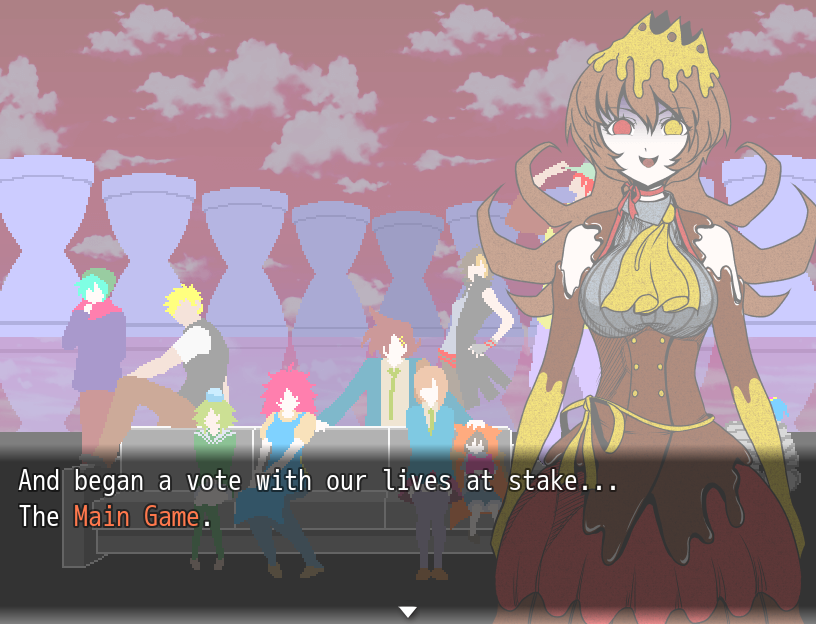 And began a vote with our lives at stake...
The Main Game.